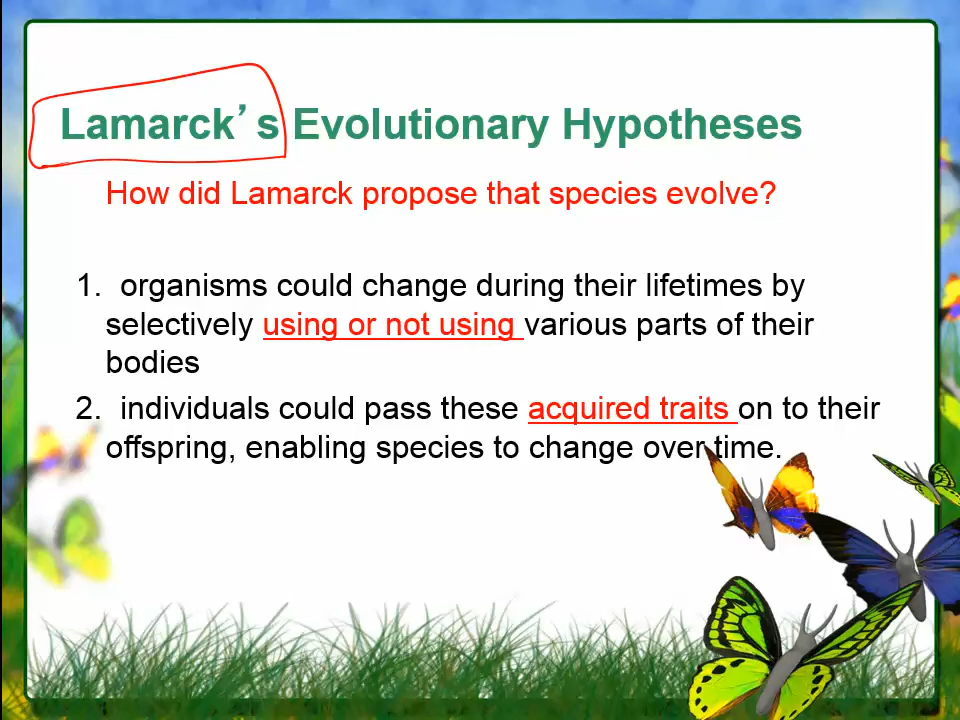 Lamarck’s Evolutionary Hypotheses
How did Lamarck propose that species evolve?
1. organisms could change during their lifetimes by
selectively using or not using various parts of their
bodies
2. individuals could pass these acquired traits on to their
offspring, enabling species to change over time.